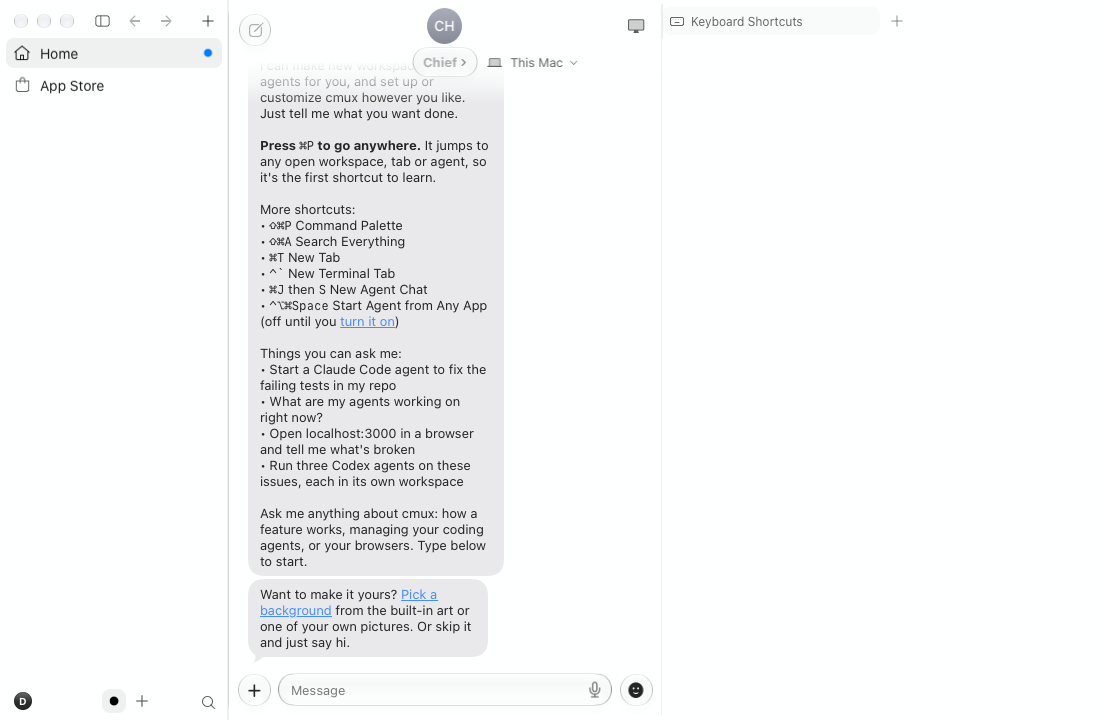 CH
Keyboard Shortcuts
Home
Chief
This Mac
App Store
I can make new workspac
agents for you, and set up or
customize cmux however you like.
Just tell me what you want done.
Press ⌘P to go anywhere. It jumps to
any open workspace, tab or agent, so
it's the first shortcut to learn.
More shortcuts:
• ⇧⌘P Command Palette
• ⇧⌘A Search Everything
• ⌘T New Tab
• ^` New Terminal Tab
• ⌘J then S New Agent Chat
• ^⌥⌘Space Start Agent from Any App
(off until you turn it on)
Things you can ask me:
• Start a Claude Code agent to fix the
failing tests in my repo
• What are my agents working on
right now?
• Open localhost:3000 in a browser
and tell me what's broken
• Run three Codex agents on these
issues, each in its own workspace
Ask me anything about cmux: how a
feature works, managing your coding
agents, or your browsers. Type below
to start.
Want to make it yours? Pick a
background from the built-in art or
one of your own pictures. Or skip it
and just say hi.
D
Message